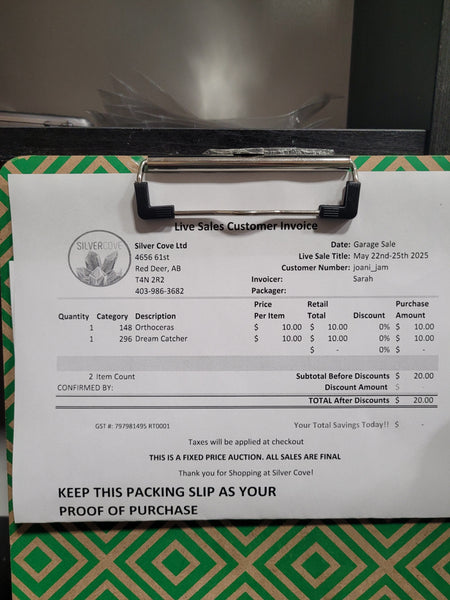 Live Sales Customer Invoice
SILVERCOVE
Silver Cove Ltd
4656 61st
Red Deer, AB
T4N 2R2
403-986-3682
Date: Garage Sale
Live Sale Title: May 22nd-25th 2025
Customer Number: joani_jam
Invoicer: Sarah
Packager:
Quantity Category Description Price Per Item Retail Total Discount Purchase Amount
1 148 Orthoceras $ 10.00 $ 10.00 0% $ 10.00
1 296 Dream Catcher $ 10.00 $ 10.00 0% $ 10.00
$ - 0% $ -
2 Item Count Subtotal Before Discounts $ 20.00
CONFIRMED BY: Discount Amount $ -
TOTAL After Discounts $ 20.00
GST #: 797981495 RT0001 Your Total Savings Today!! $ -
Taxes will be applied at checkout
THIS IS A FIXED PRICE AUCTION. ALL SALES ARE FINAL
Thank you for Shopping at Silver Cove!
KEEP THIS PACKING SLIP AS YOUR
PROOF OF PURCHASE